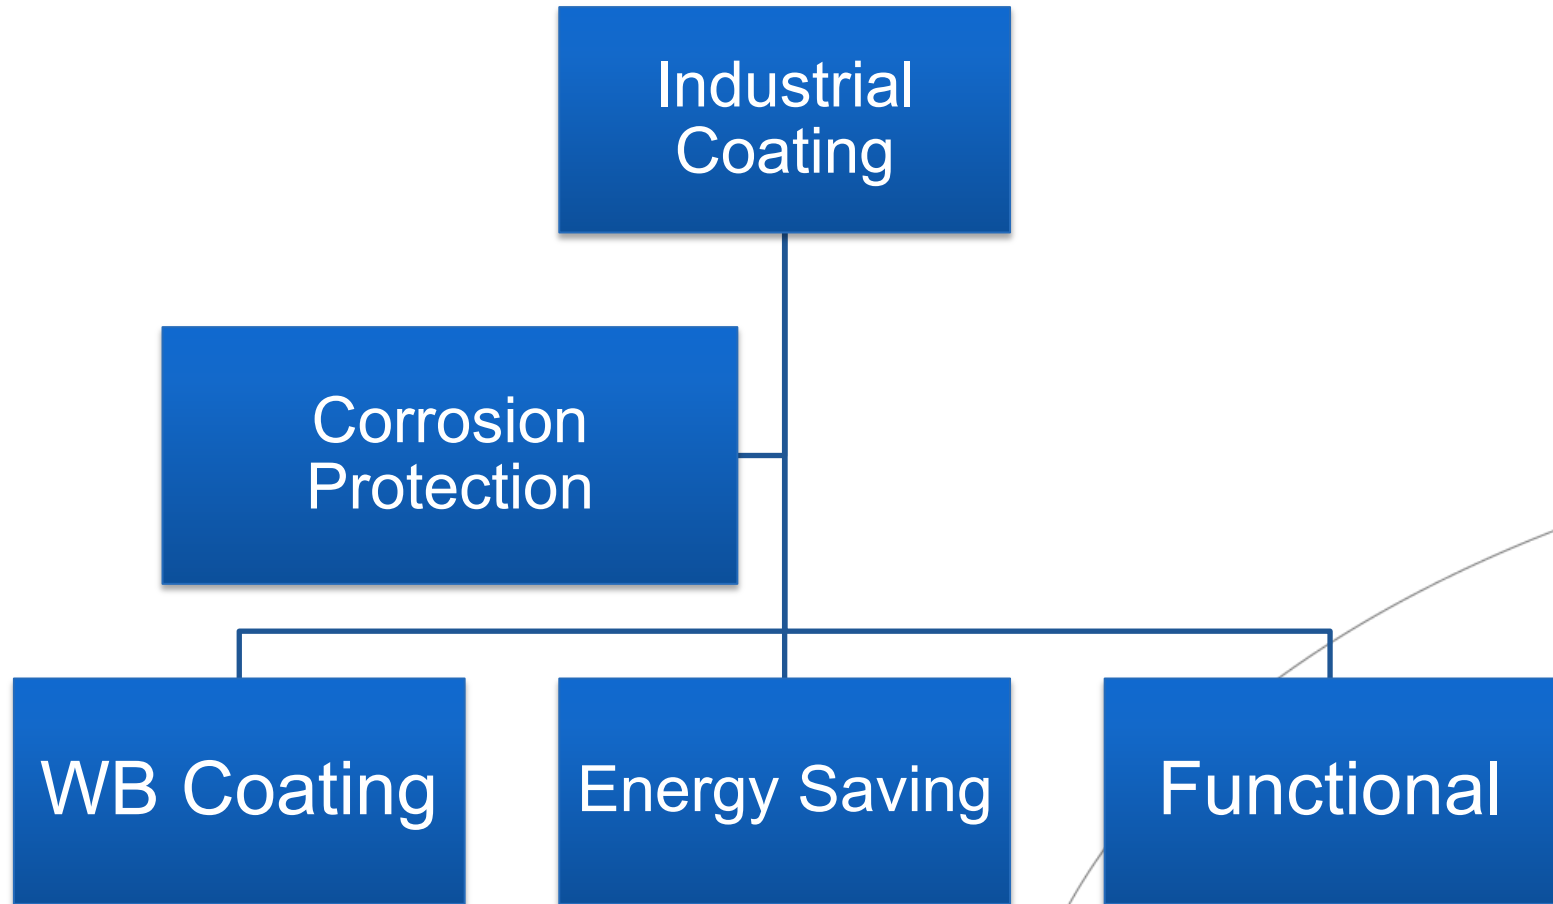 Industrial
Coating
Corrosion
Protection
WB Coating
Energy Saving
Functional